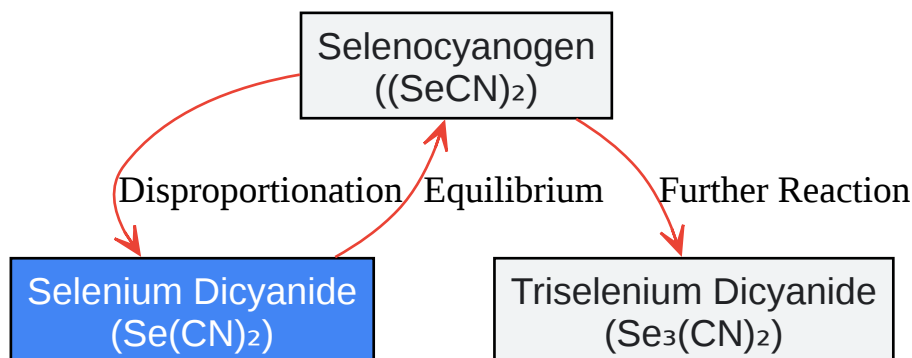 Selenocyanogen
((SeCN)₂)
Disproportionation
Equilibrium
Further Reaction
Selenium Dicyanide
(Se(CN)₂)
Triselenium Dicyanide
(Se₃(CN)₂)